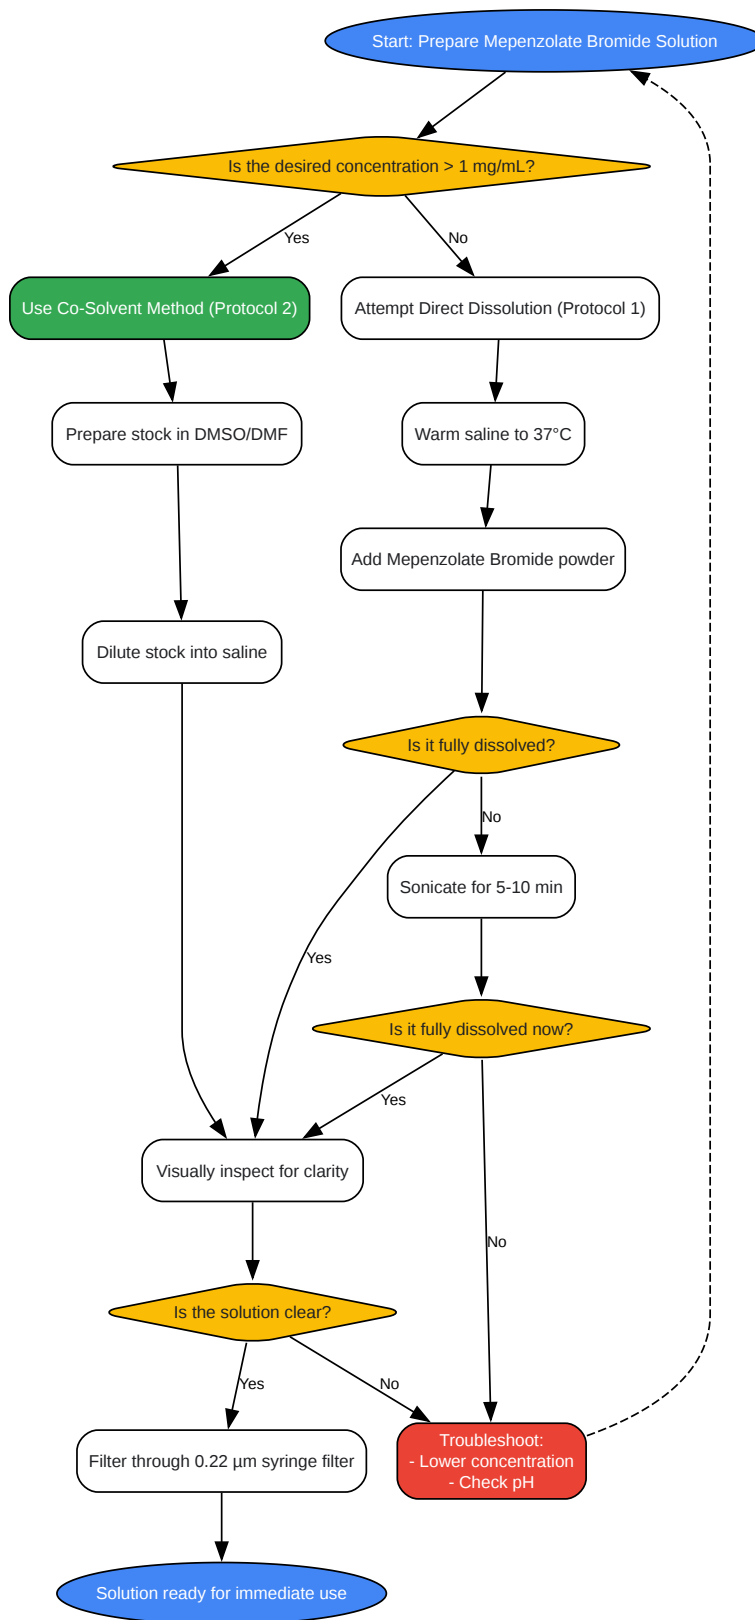 Start: Prepare Mepenzolate Bromide Solution
Is the desired concentration > 1 mg/mL?
Yes
No
Use Co-Solvent Method (Protocol 2)
Attempt Direct Dissolution (Protocol 1)
Prepare stock in DMSO/DMF
Warm saline to 37°C
Add Mepenzolate Bromide powder
Dilute stock into saline
Is it fully dissolved?
No
Sonicate for 5-10 min
Yes
Is it fully dissolved now?
Yes
Visually inspect for clarity
No
Is the solution clear?
Yes
No
Filter through 0.22 µm syringe filter
Troubleshoot:
- Lower concentration
- Check pH
Solution ready for immediate use